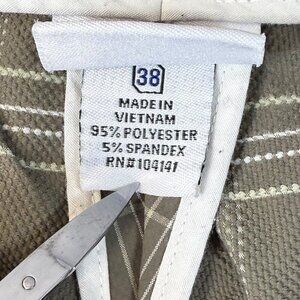 38
MADE IN
VIETNAM
95% POLYESTER
5% SPANDEX
RN#104141